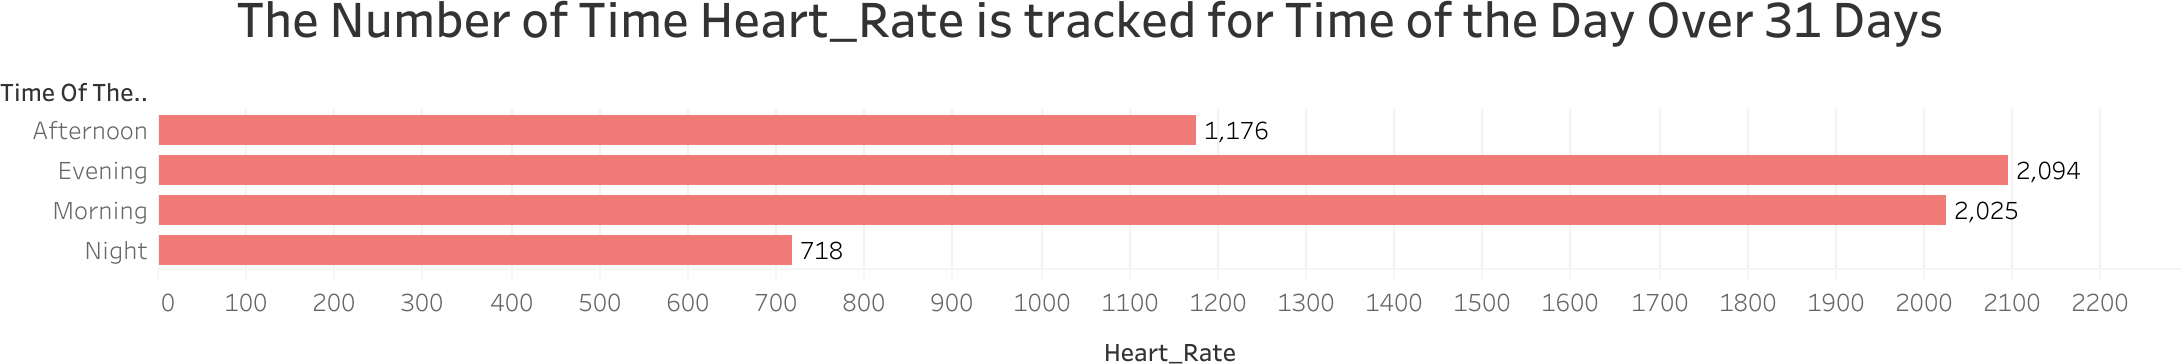 The Number of Time Heart_Rate is tracked for Time of the Day Over 31 Days
Time Of The..
Afternoon 1,176
Evening 2,094
Morning 2,025
Night 718
0 100 200 300 400 500 600 700 800 900 1000 1100 1200 1300 1400 1500 1600 1700 1800 1900 2000 2100 2200
Heart_Rate